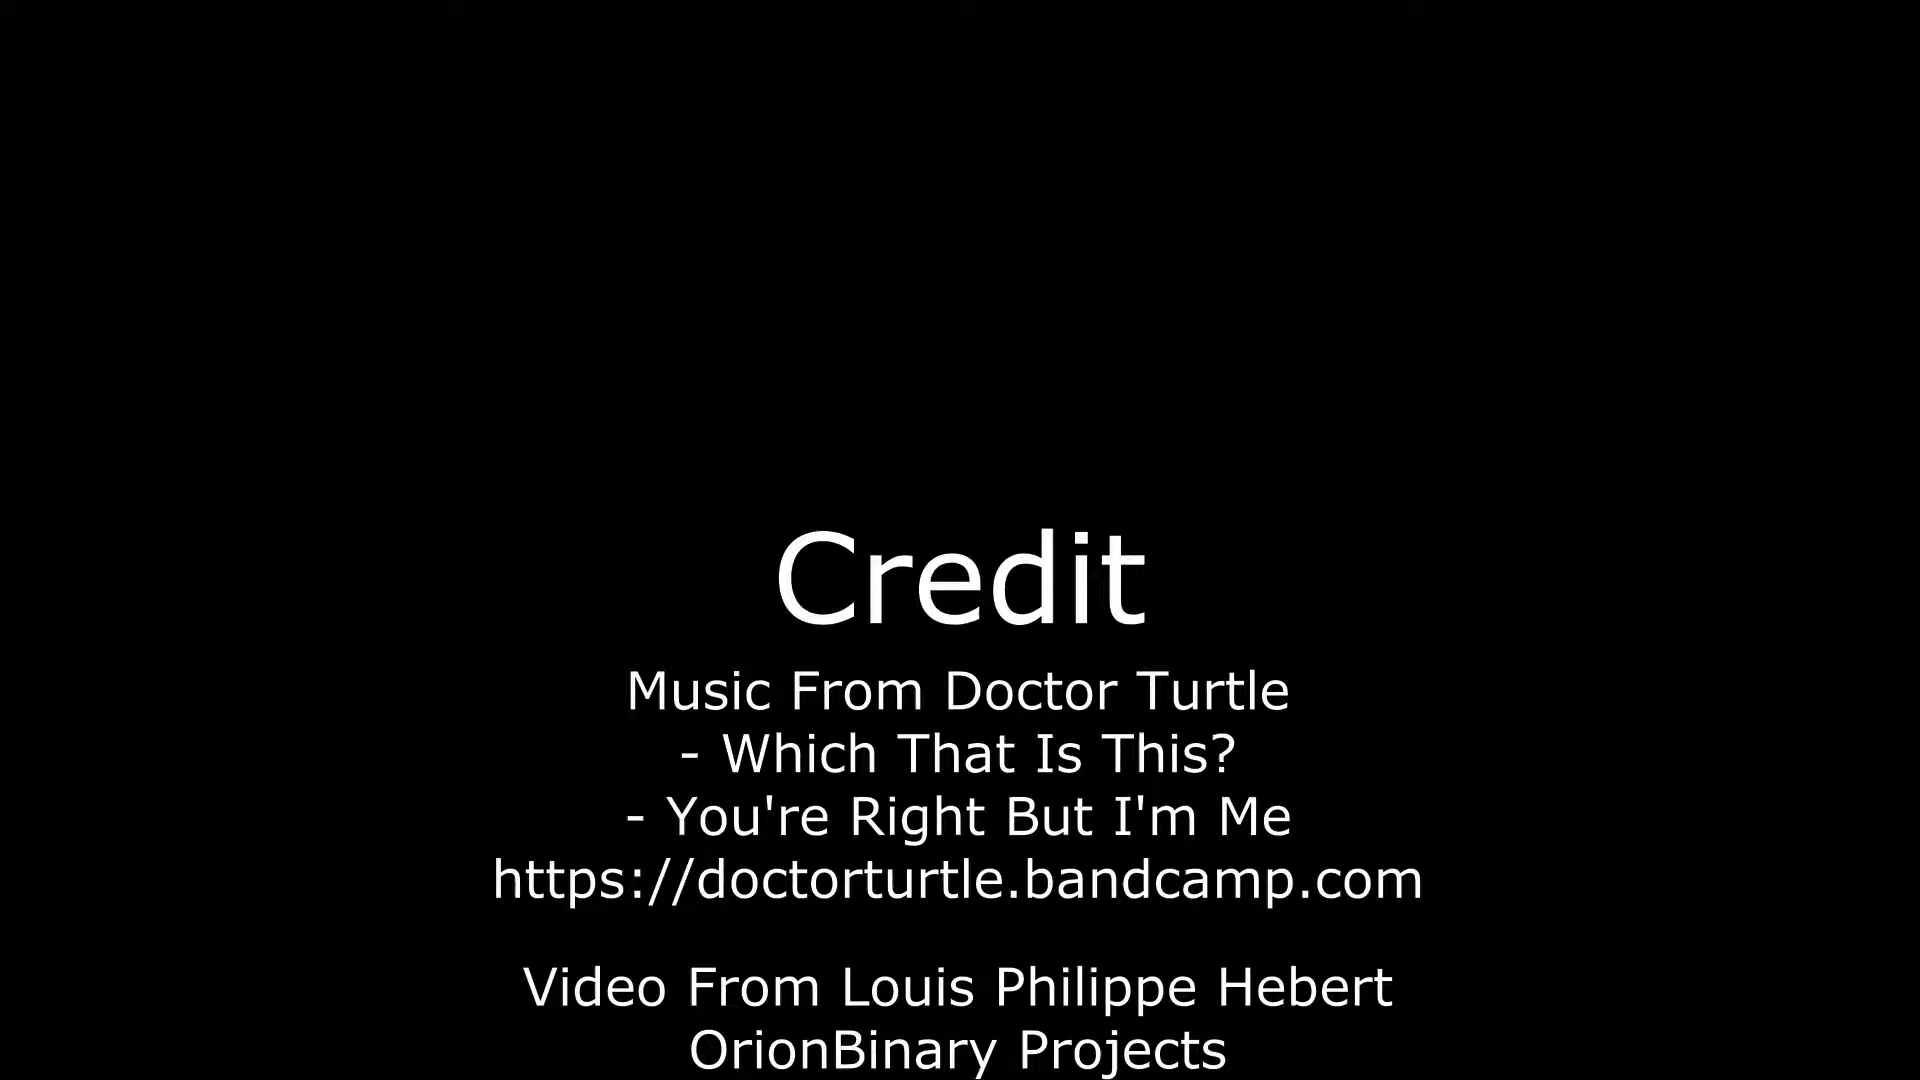 Credit
Music From Doctor Turtle
- Which That Is This?
- You're Right But I'm Me
https://doctorturtle.bandcamp.com
Video From Louis Philippe Hebert
OrionBinary Projects